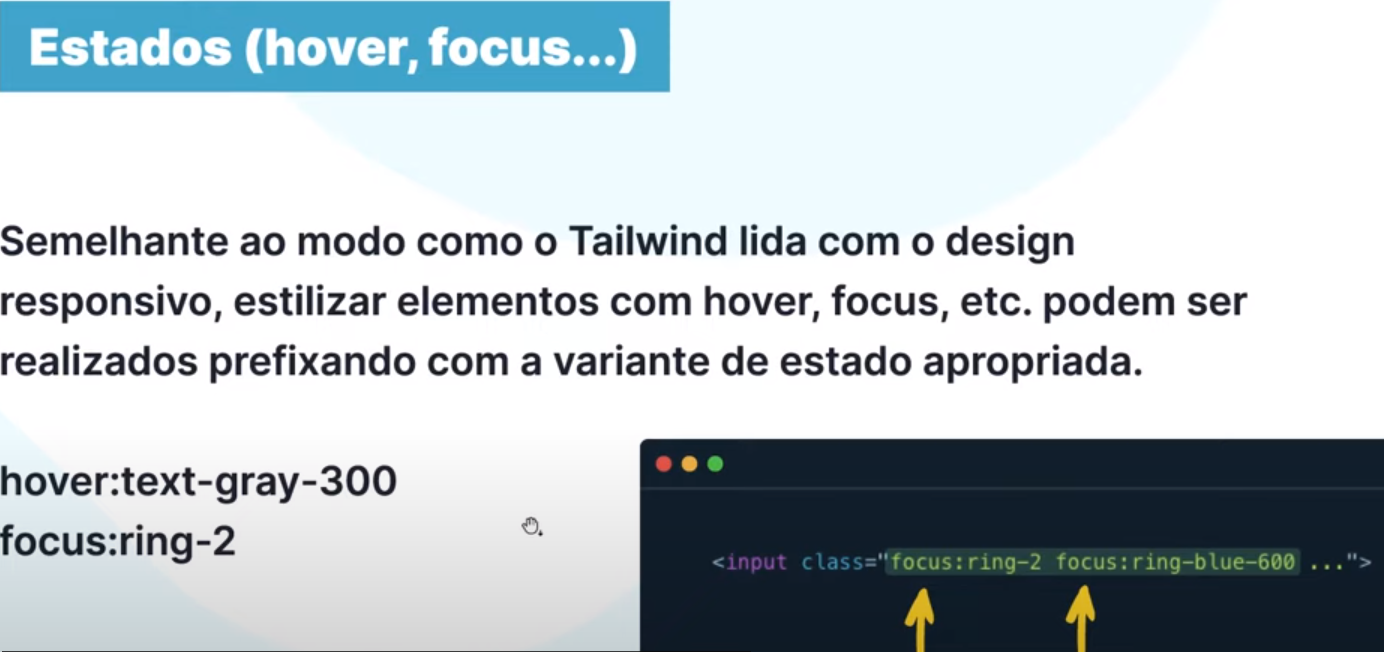 Estados (hover, focus...)
Semelhante ao modo como o Tailwind lida com o design
responsivo, estilizar elementos com hover, focus, etc. podem ser
realizados prefixando com a variante de estado apropriada.
hover:text-gray-300
focus:ring-2
<input class="focus:ring-2 focus:ring-blue-600 ...">